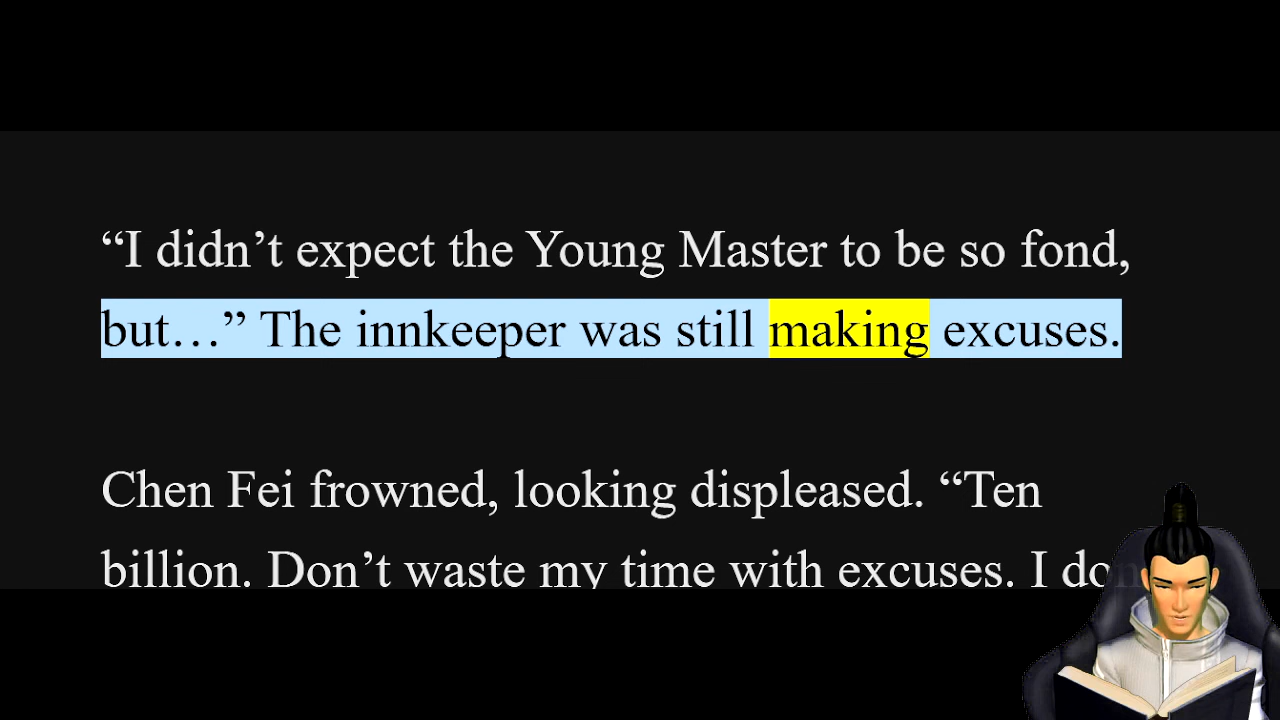 “I didn’t expect the Young Master to be so fond,
but…” The innkeeper was still making excuses.
Chen Fei frowned, looking displeased. “Ten
billion. Don’t waste my time with excuses. I